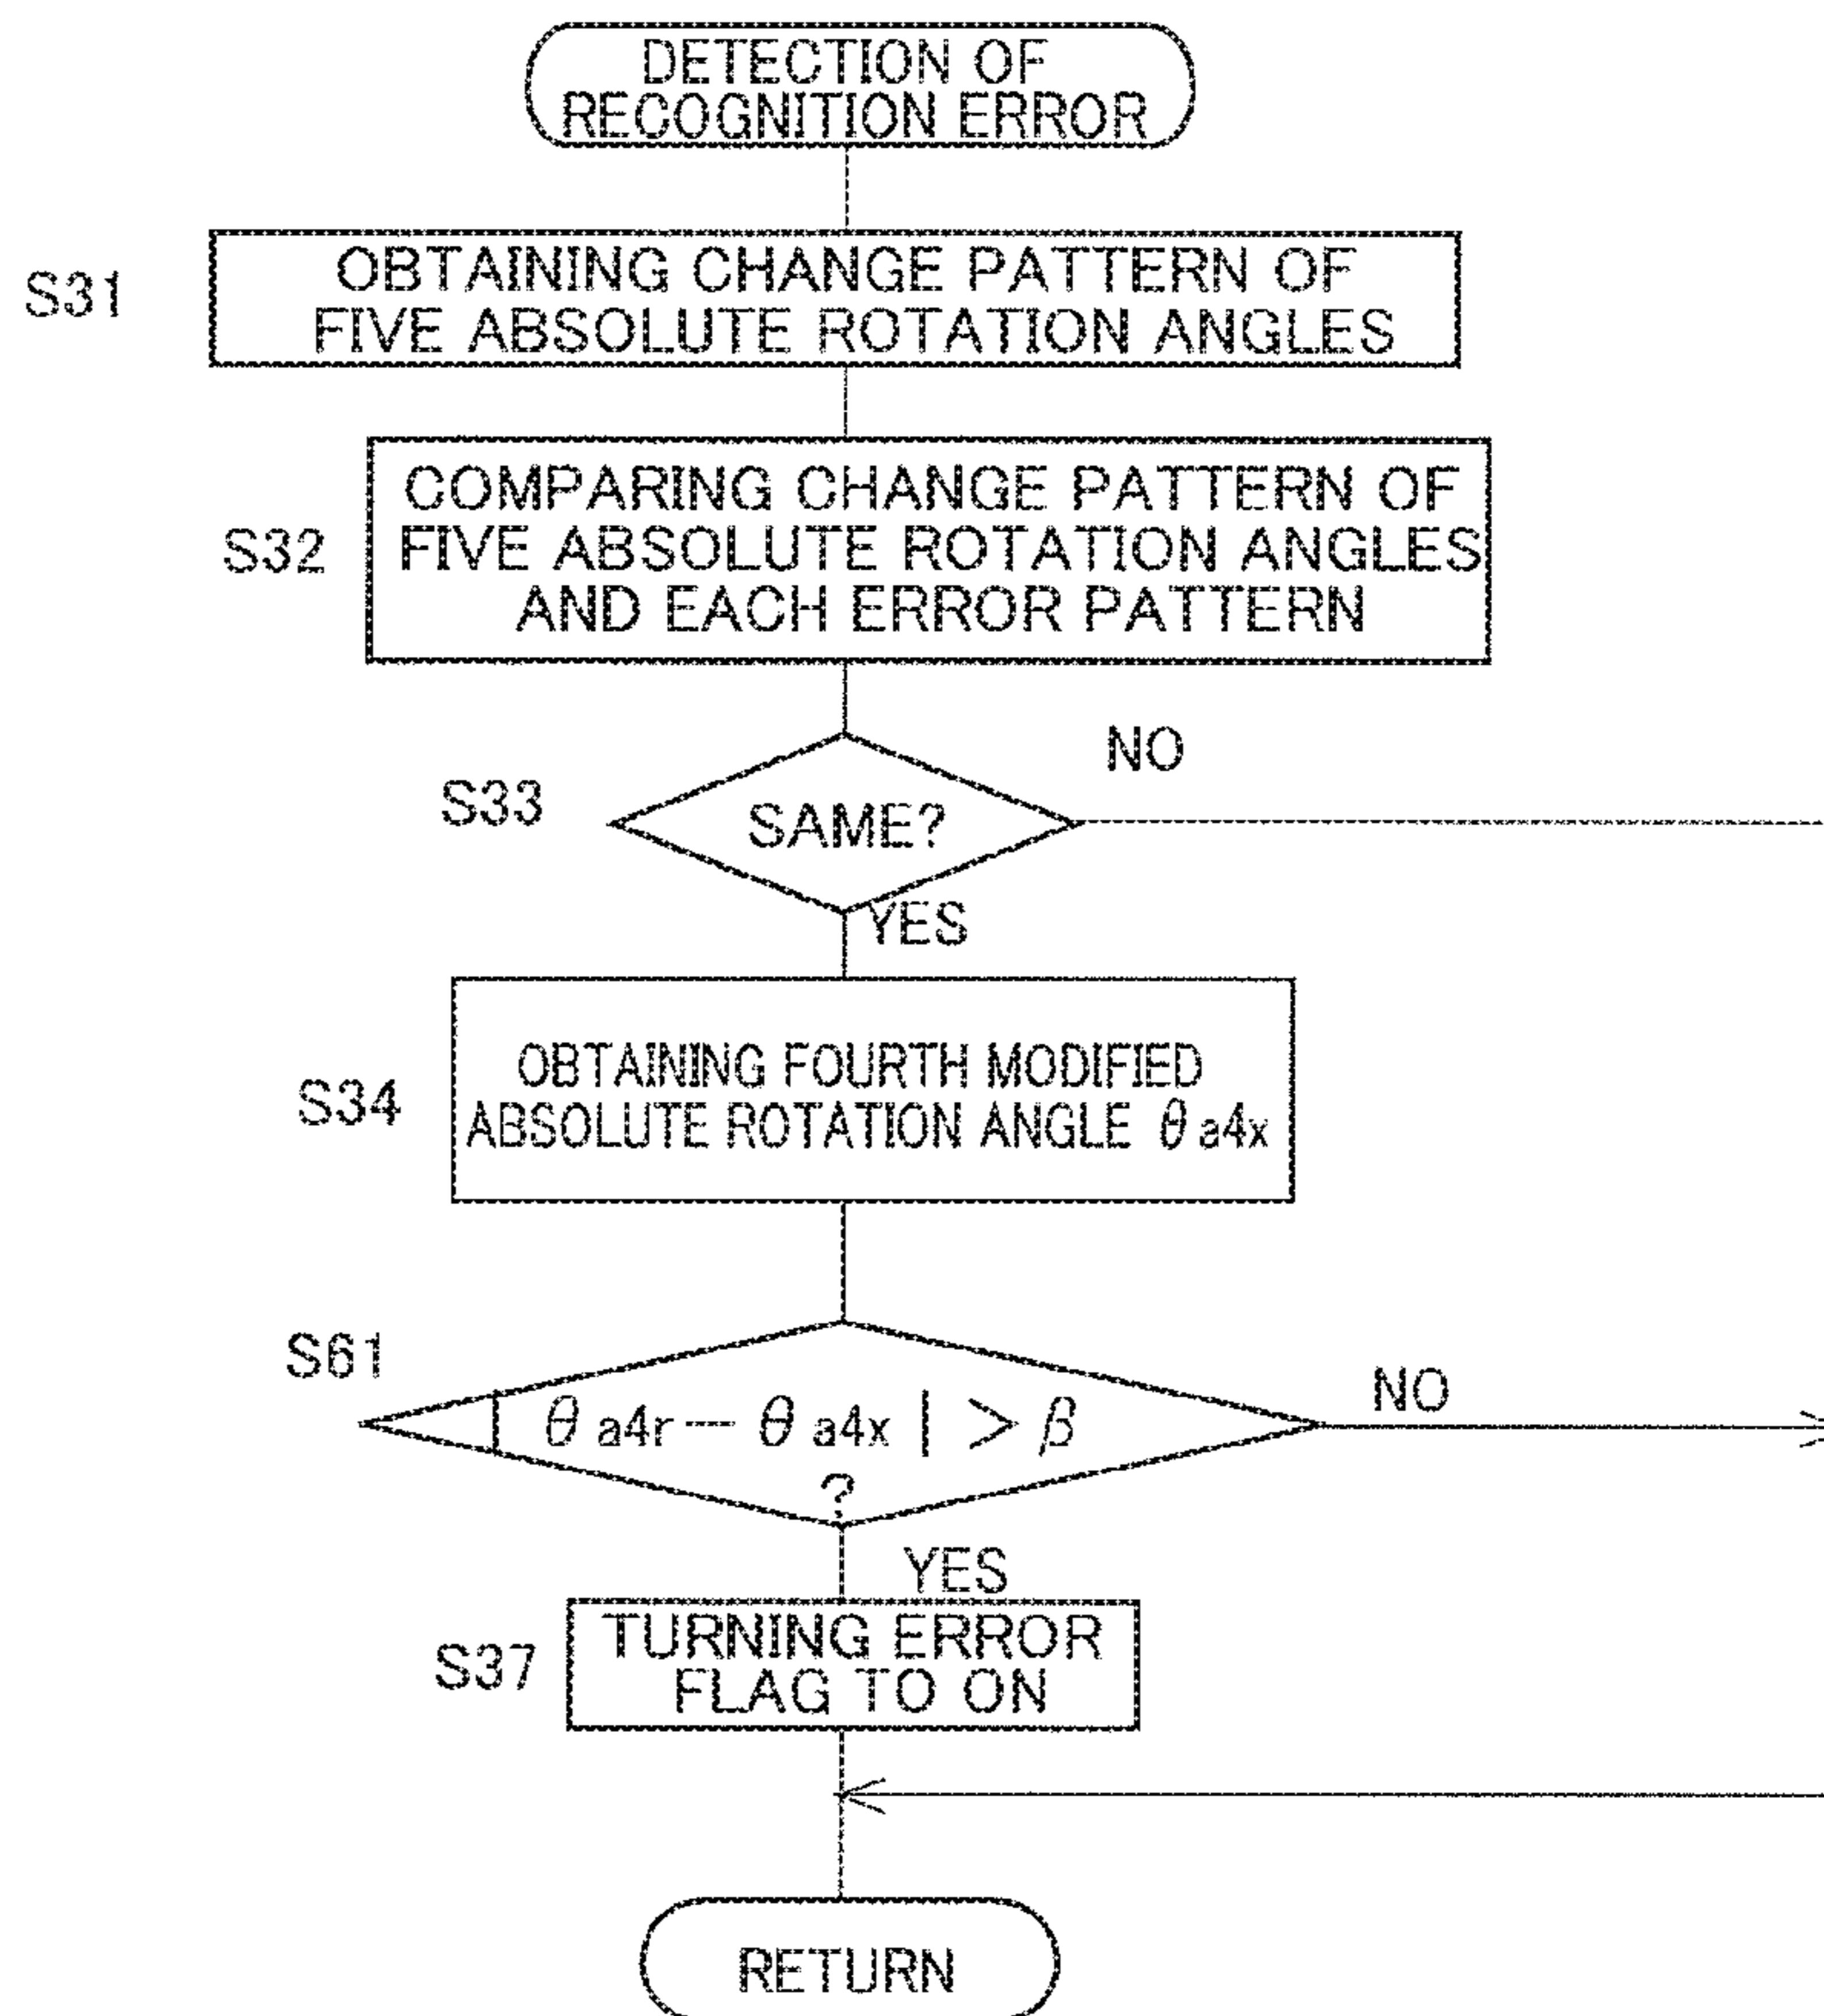 DETECTION OF
RECOGNITION ERROR
S31
OBTAINING CHANGE PATTERN OF
FIVE ABSOLUTE ROTATION ANGLES
S32
COMPARING CHANGE PATTERN OF
FIVE ABSOLUTE ROTATION ANGLES
AND EACH ERROR PATTERN
S33
SAME?
NO
YES
S34
OBTAINING FOURTH MODIFIED
ABSOLUTE ROTATION ANGLE θa4x
S61
| θa4r − θa4x | > β
?
NO
YES
S37
TURNING ERROR
FLAG TO ON
RETURN